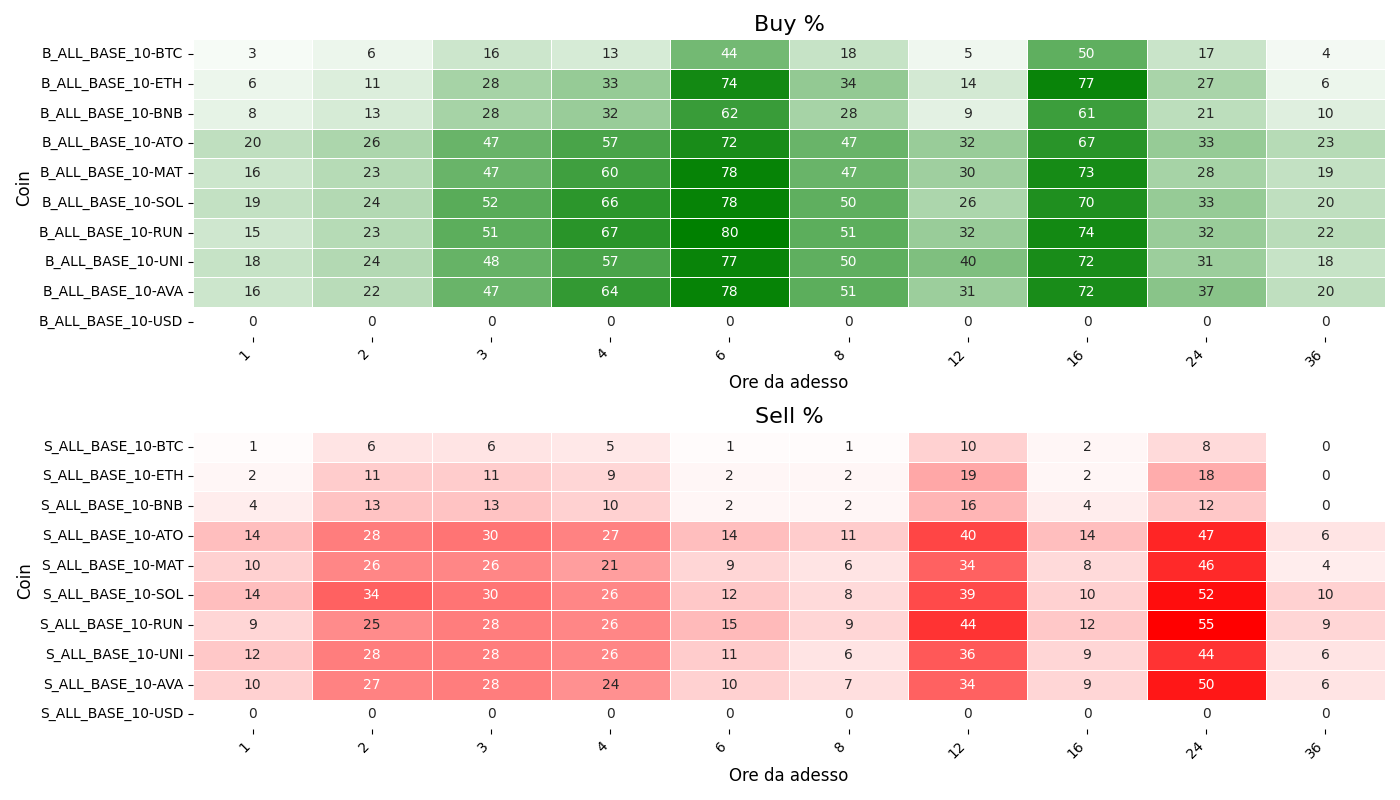 Buy %
Coin
B_ALL_BASE_10-BTC 3 6 16 13 44 18 5 50 17 4
B_ALL_BASE_10-ETH 6 11 28 33 74 34 14 77 27 6
B_ALL_BASE_10-BNB 8 13 28 32 62 28 9 61 21 10
B_ALL_BASE_10-ATO 20 26 47 57 72 47 32 67 33 23
B_ALL_BASE_10-MAT 16 23 47 60 78 47 30 73 28 19
B_ALL_BASE_10-SOL 19 24 52 66 78 50 26 70 33 20
B_ALL_BASE_10-RUN 15 23 51 67 80 51 32 74 32 22
B_ALL_BASE_10-UNI 18 24 48 57 77 50 40 72 31 18
B_ALL_BASE_10-AVA 16 22 47 64 78 51 31 72 37 20
B_ALL_BASE_10-USD 0 0 0 0 0 0 0 0 0 0
1 2 3 4 6 8 12 16 24 36
Ore da adesso
Sell %
Coin
S_ALL_BASE_10-BTC 1 6 6 5 1 1 10 2 8 0
S_ALL_BASE_10-ETH 2 11 11 9 2 2 19 2 18 0
S_ALL_BASE_10-BNB 4 13 13 10 2 2 16 4 12 0
S_ALL_BASE_10-ATO 14 28 30 27 14 11 40 14 47 6
S_ALL_BASE_10-MAT 10 26 26 21 9 6 34 8 46 4
S_ALL_BASE_10-SOL 14 34 30 26 12 8 39 10 52 10
S_ALL_BASE_10-RUN 9 25 28 26 15 9 44 12 55 9
S_ALL_BASE_10-UNI 12 28 28 26 11 6 36 9 44 6
S_ALL_BASE_10-AVA 10 27 28 24 10 7 34 9 50 6
S_ALL_BASE_10-USD 0 0 0 0 0 0 0 0 0 0
1 2 3 4 6 8 12 16 24 36
Ore da adesso